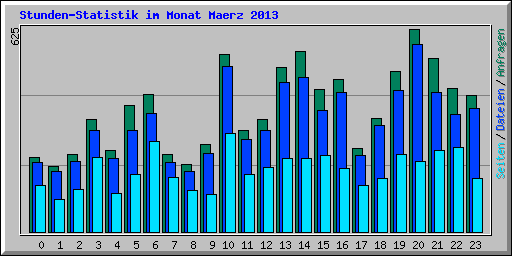 Stunden-Statistik im Monat Maerz 2013
625
Seiten / Dateien / Anfragen
0 1 2 3 4 5 6 7 8 9 10 11 12 13 14 15 16 17 18 19 20 21 22 23